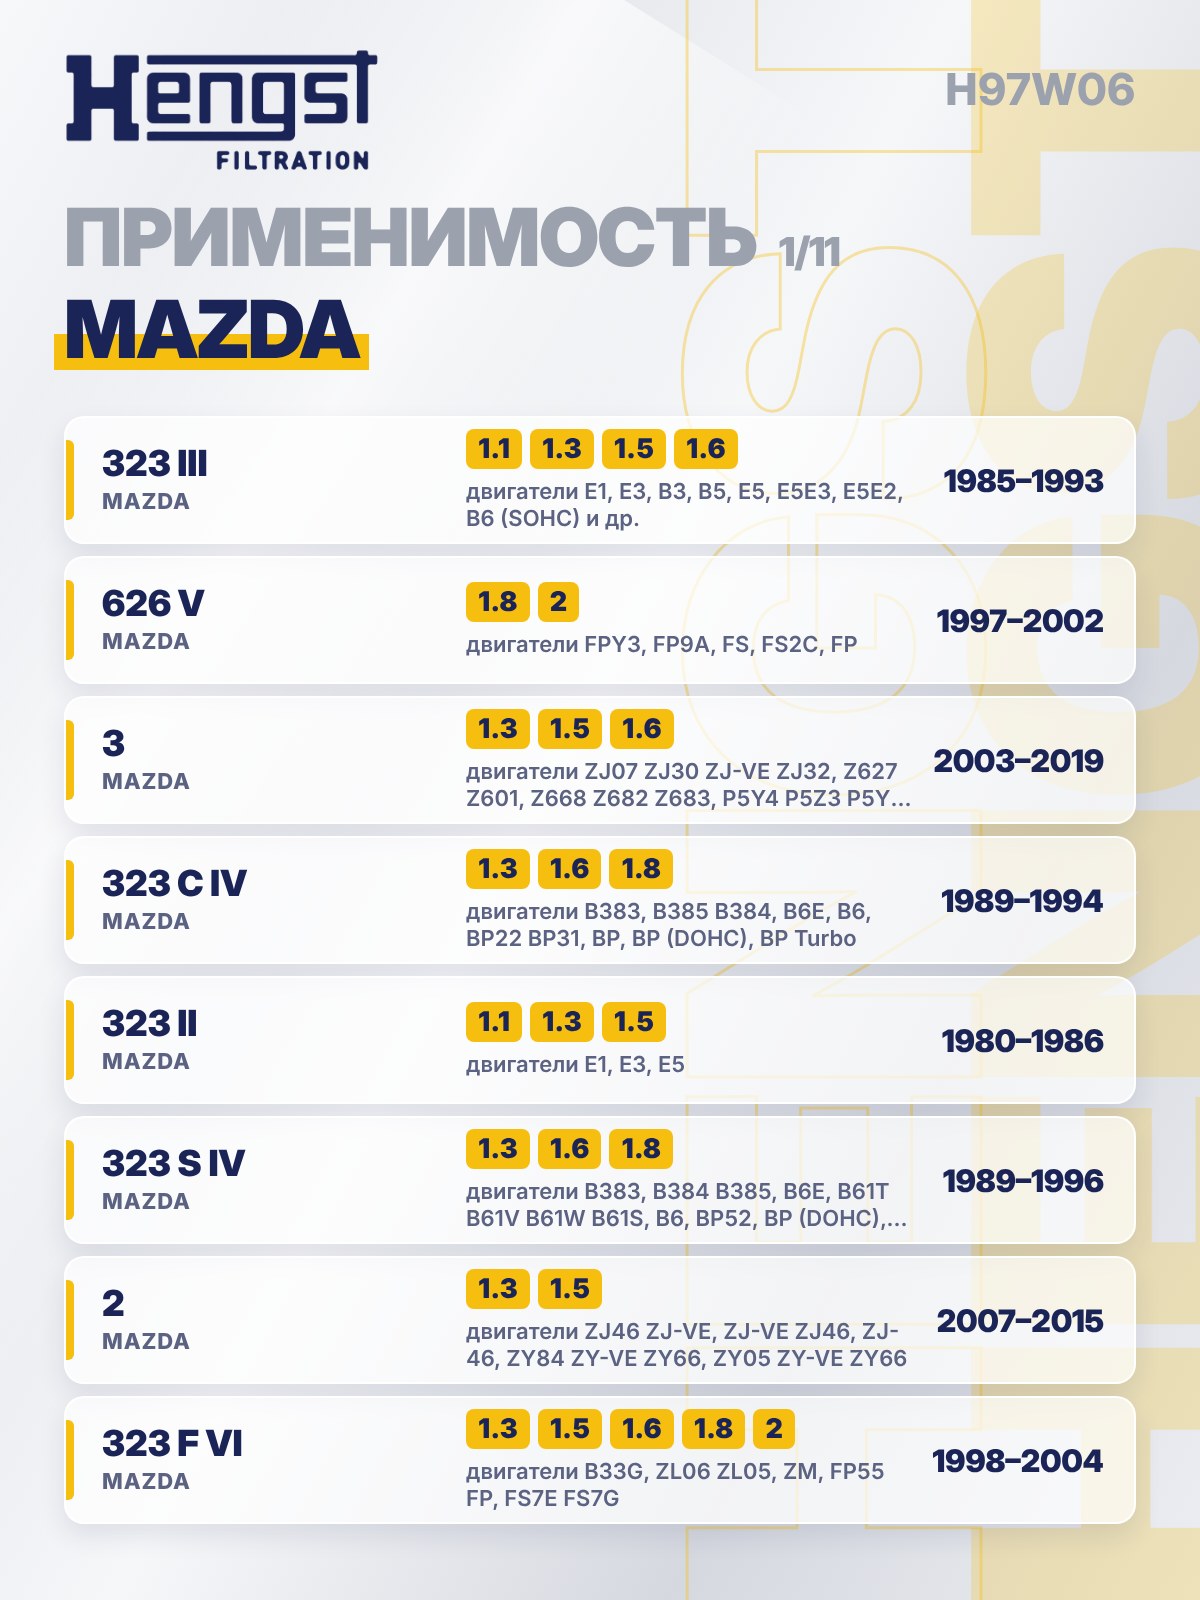 Hengst
FILTRATION
H97W06
ПРИМЕНИМОСТЬ 1/11
MAZDA
323 III
MAZDA
1.1 1.3 1.5 1.6
двигатели E1, E3, B3, B5, E5, E5E3, E5E2,
B6 (SOHC) и др.
1985–1993
626 V
MAZDA
1.8 2
двигатели FPY3, FP9A, FS, FS2C, FP
1997–2002
3
MAZDA
1.3 1.5 1.6
двигатели ZJ07 ZJ30 ZJ-VE ZJ32, Z627
Z601, Z668 Z682 Z683, P5Y4 P5Z3 P5Y...
2003–2019
323 C IV
MAZDA
1.3 1.6 1.8
двигатели B383, B385 B384, B6E, B6,
BP22 BP31, BP, BP (DOHC), BP Turbo
1989–1994
323 II
MAZDA
1.1 1.3 1.5
двигатели E1, E3, E5
1980–1986
323 S IV
MAZDA
1.3 1.6 1.8
двигатели B383, B384 B385, B6E, B61T
B61V B61W B61S, B6, BP52, BP (DOHC),...
1989–1996
2
MAZDA
1.3 1.5
двигатели ZJ46 ZJ-VE, ZJ-VE ZJ46, ZJ-
46, ZY84 ZY-VE ZY66, ZY05 ZY-VE ZY66
2007–2015
323 F VI
MAZDA
1.3 1.5 1.6 1.8 2
двигатели B33G, ZL06 ZL05, ZM, FP55
FP, FS7E FS7G
1998–2004
HENGST
HENGST